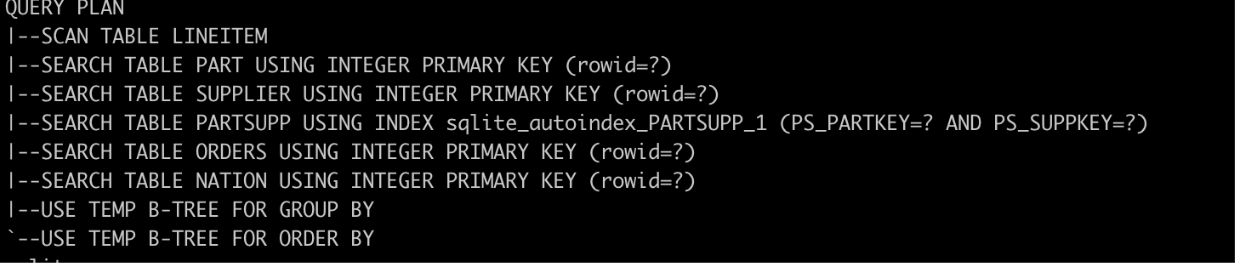 QUERY PLAN
|--SCAN TABLE LINEITEM
|--SEARCH TABLE PART USING INTEGER PRIMARY KEY (rowid=?)
|--SEARCH TABLE SUPPLIER USING INTEGER PRIMARY KEY (rowid=?)
|--SEARCH TABLE PARTSUPP USING INDEX sqlite_autoindex_PARTSUPP_1 (PS_PARTKEY=? AND PS_SUPPKEY=?)
|--SEARCH TABLE ORDERS USING INTEGER PRIMARY KEY (rowid=?)
|--SEARCH TABLE NATION USING INTEGER PRIMARY KEY (rowid=?)
|--USE TEMP B-TREE FOR GROUP BY
`--USE TEMP B-TREE FOR ORDER BY